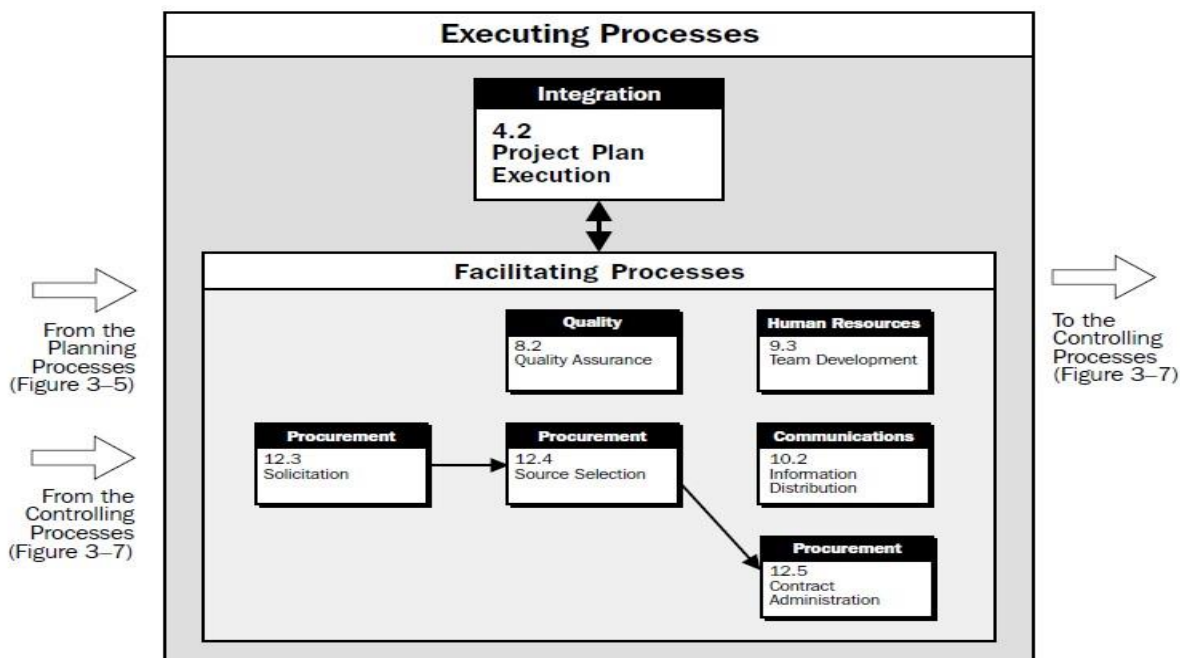 Executing Processes
Integration
4.2
Project Plan
Execution
Facilitating Processes
Quality
8.2
Quality Assurance
Human Resources
9.3
Team Development
From the
Planning
Processes
(Figure 3–5)
To the
Controlling
Processes
(Figure 3–7)
Procurement
12.3
Solicitation
Procurement
12.4
Source Selection
Communications
10.2
Information
Distribution
From the
Controlling
Processes
(Figure 3–7)
Procurement
12.5
Contract
Administration